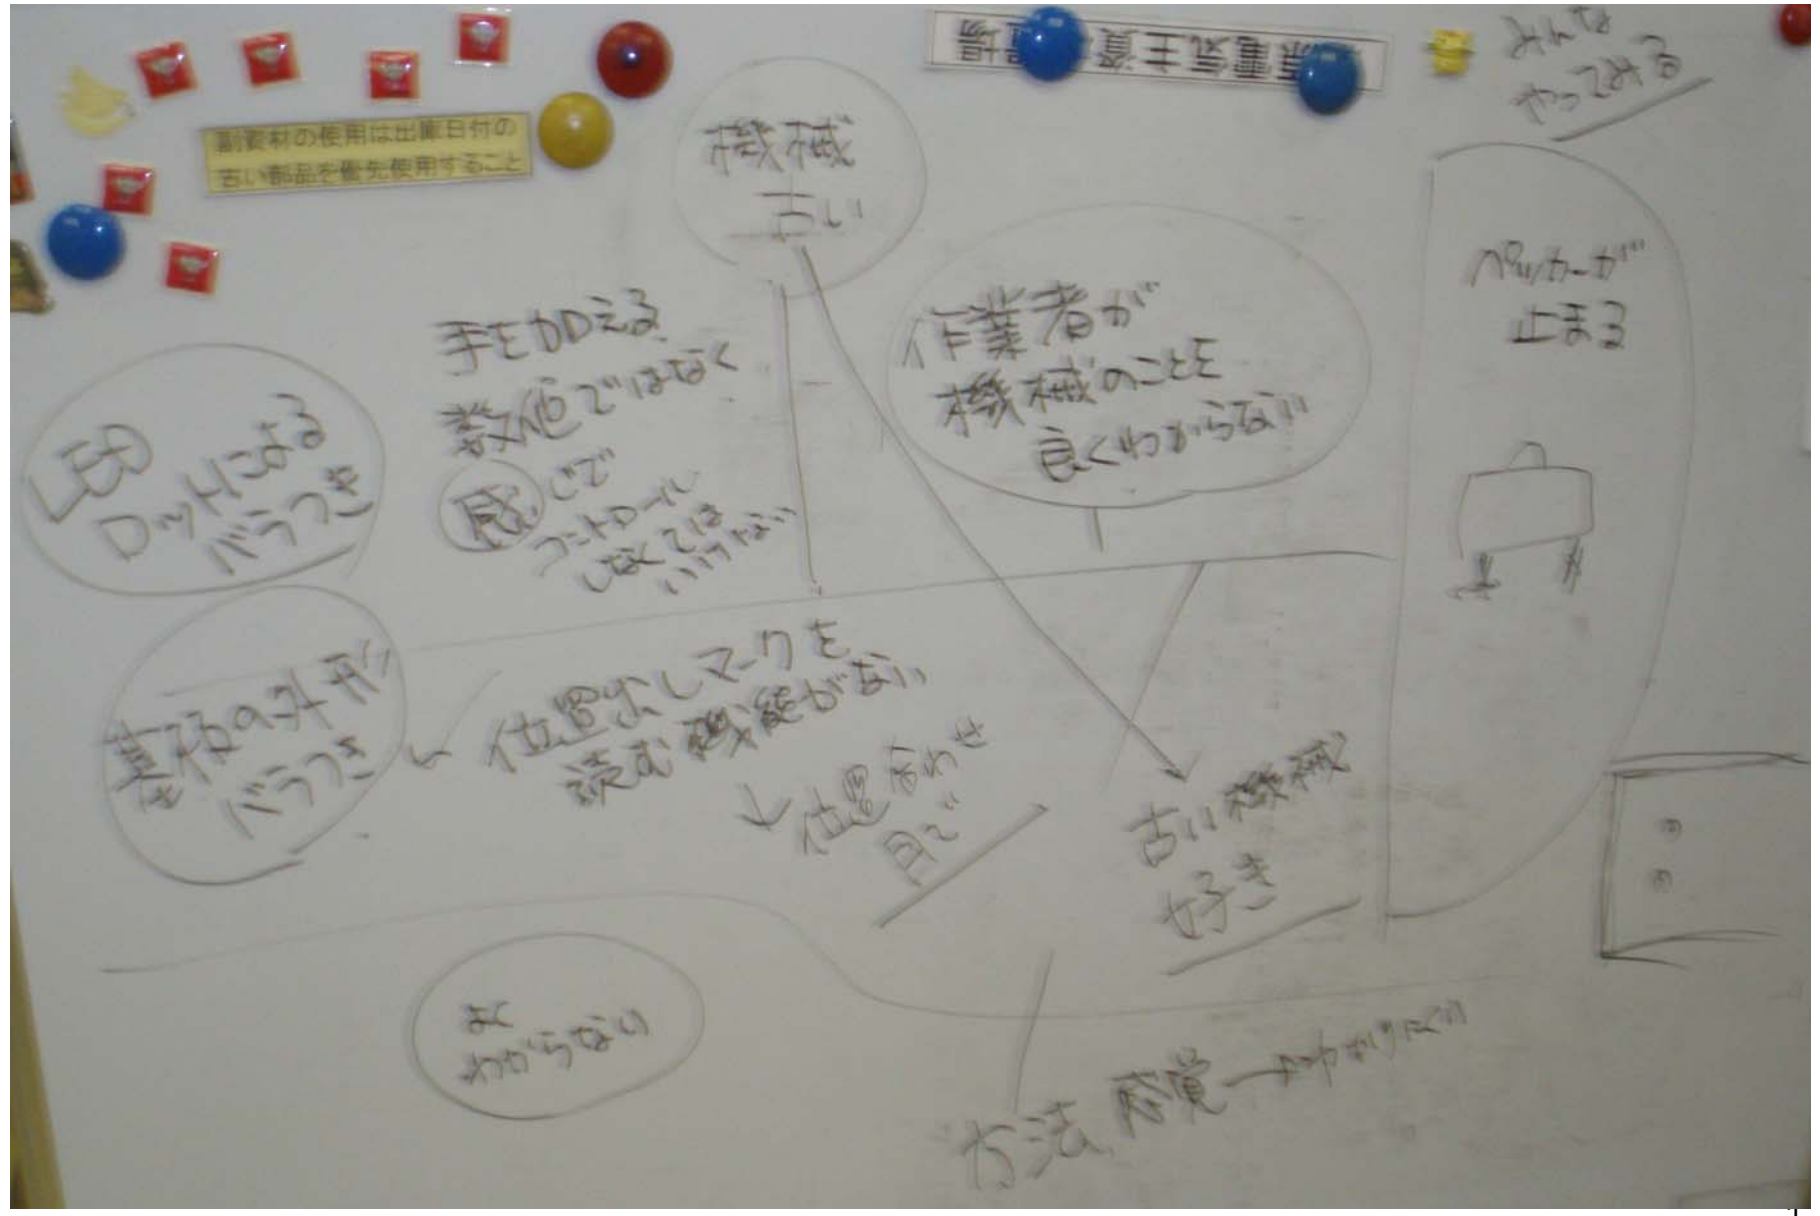 副資材の使用は出庫日付の
古い部品を優先使用すること
みんな
やってみる
機械
古い
手を加える
数値ではなく
感じで
コントロール
しなくては
いけない
作業者が
機械のことを
良くわからない
ペッカーが
止まる
LED
ロットによる
バラつき
基板の外形
バラつき
位置出しマークを
読む機能がない
↓位置合わせ
目で
古い機械
好き
よく
わからない
方法、感覚→わかりにくい
1